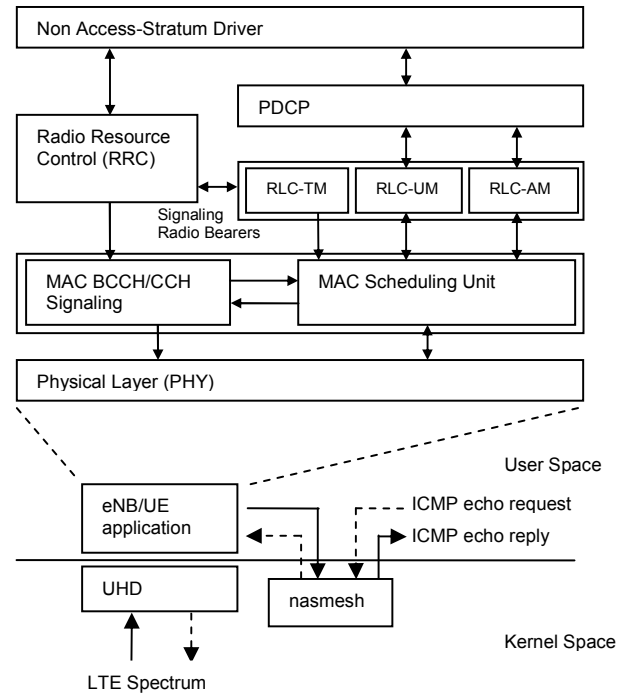 Non Access-Stratum Driver
PDCP
Radio Resource
Control (RRC)
RLC-TM
RLC-UM
RLC-AM
Signaling
Radio Bearers
MAC BCCH/CCH
Signaling
MAC Scheduling Unit
Physical Layer (PHY)
User Space
eNB/UE
application
ICMP echo request
ICMP echo reply
UHD
nasmesh
Kernel Space
LTE Spectrum